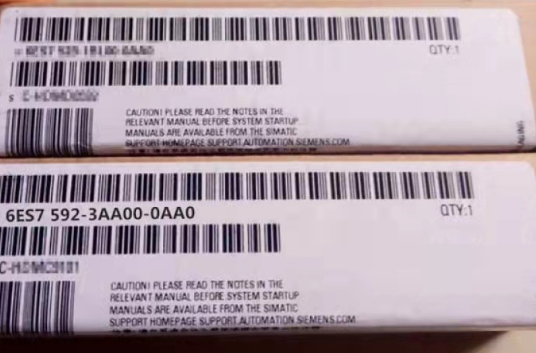 QTY:1
S
CAUTION! PLEASE READ THE NOTES IN THE
RELEVANT MANUAL BEFORE SYSTEM STARTUP
MANUALS ARE AVAILABLE FROM THE SIMATIC
SUPPORT HOMEPAGE SUPPORT.AUTOMATION.SIEMENS.COM
6ES7 592-3AA00-0AA0
QTY:1
CAUTION! PLEASE READ THE NOTES IN THE
RELEVANT MANUAL BEFORE SYSTEM STARTUP
MANUALS ARE AVAILABLE FROM THE SIMATIC
SUPPORT HOMEPAGE SUPPORT.AUTOMATION.SIEMENS.COM